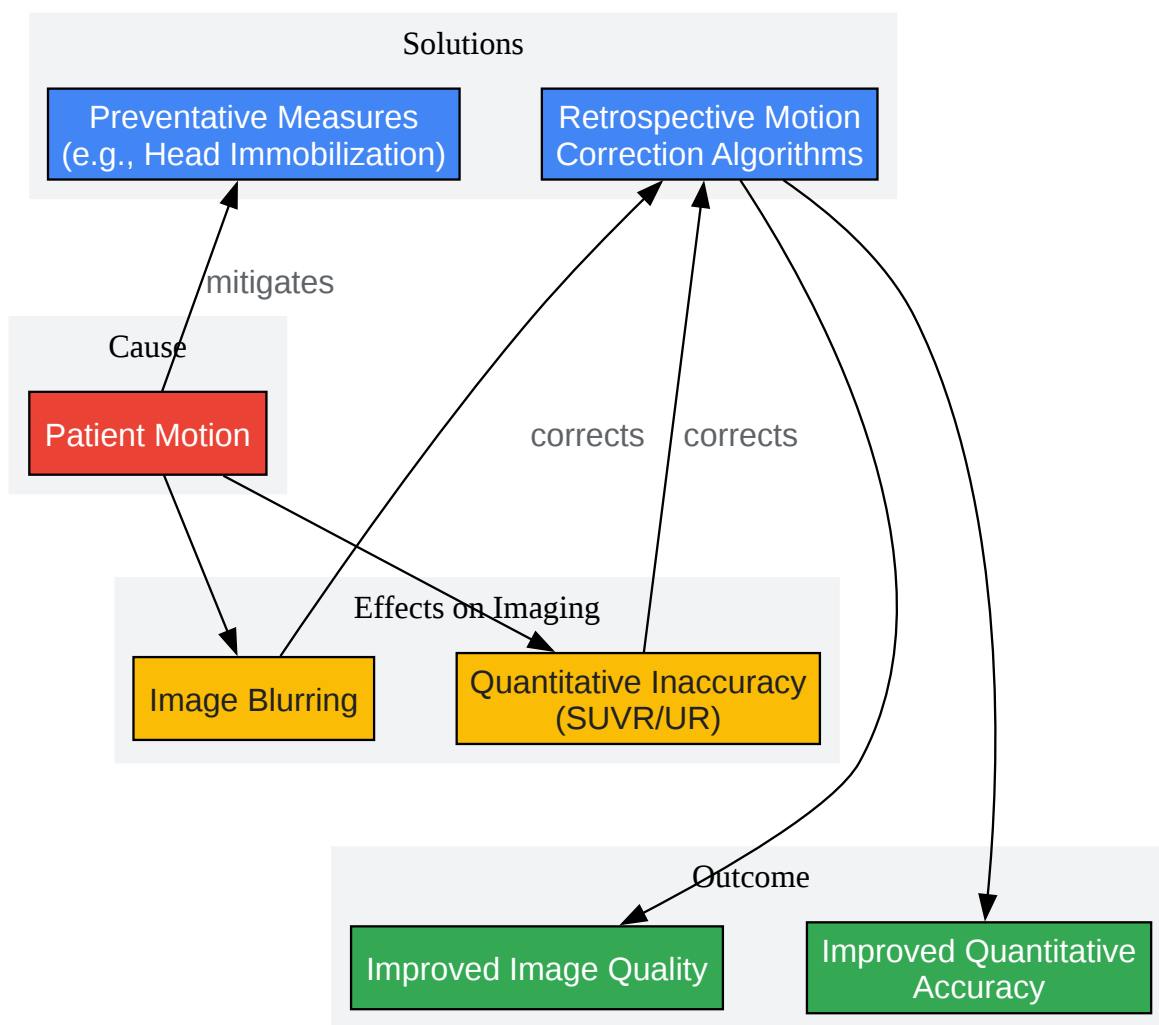 Solutions
Preventative Measures
(e.g., Head Immobilization)
Retrospective Motion
Correction Algorithms
mitigates
Cause
Patient Motion
corrects
corrects
Effects on Imaging
Image Blurring
Quantitative Inaccuracy
(SUVR/UR)
Outcome
Improved Image Quality
Improved Quantitative
Accuracy